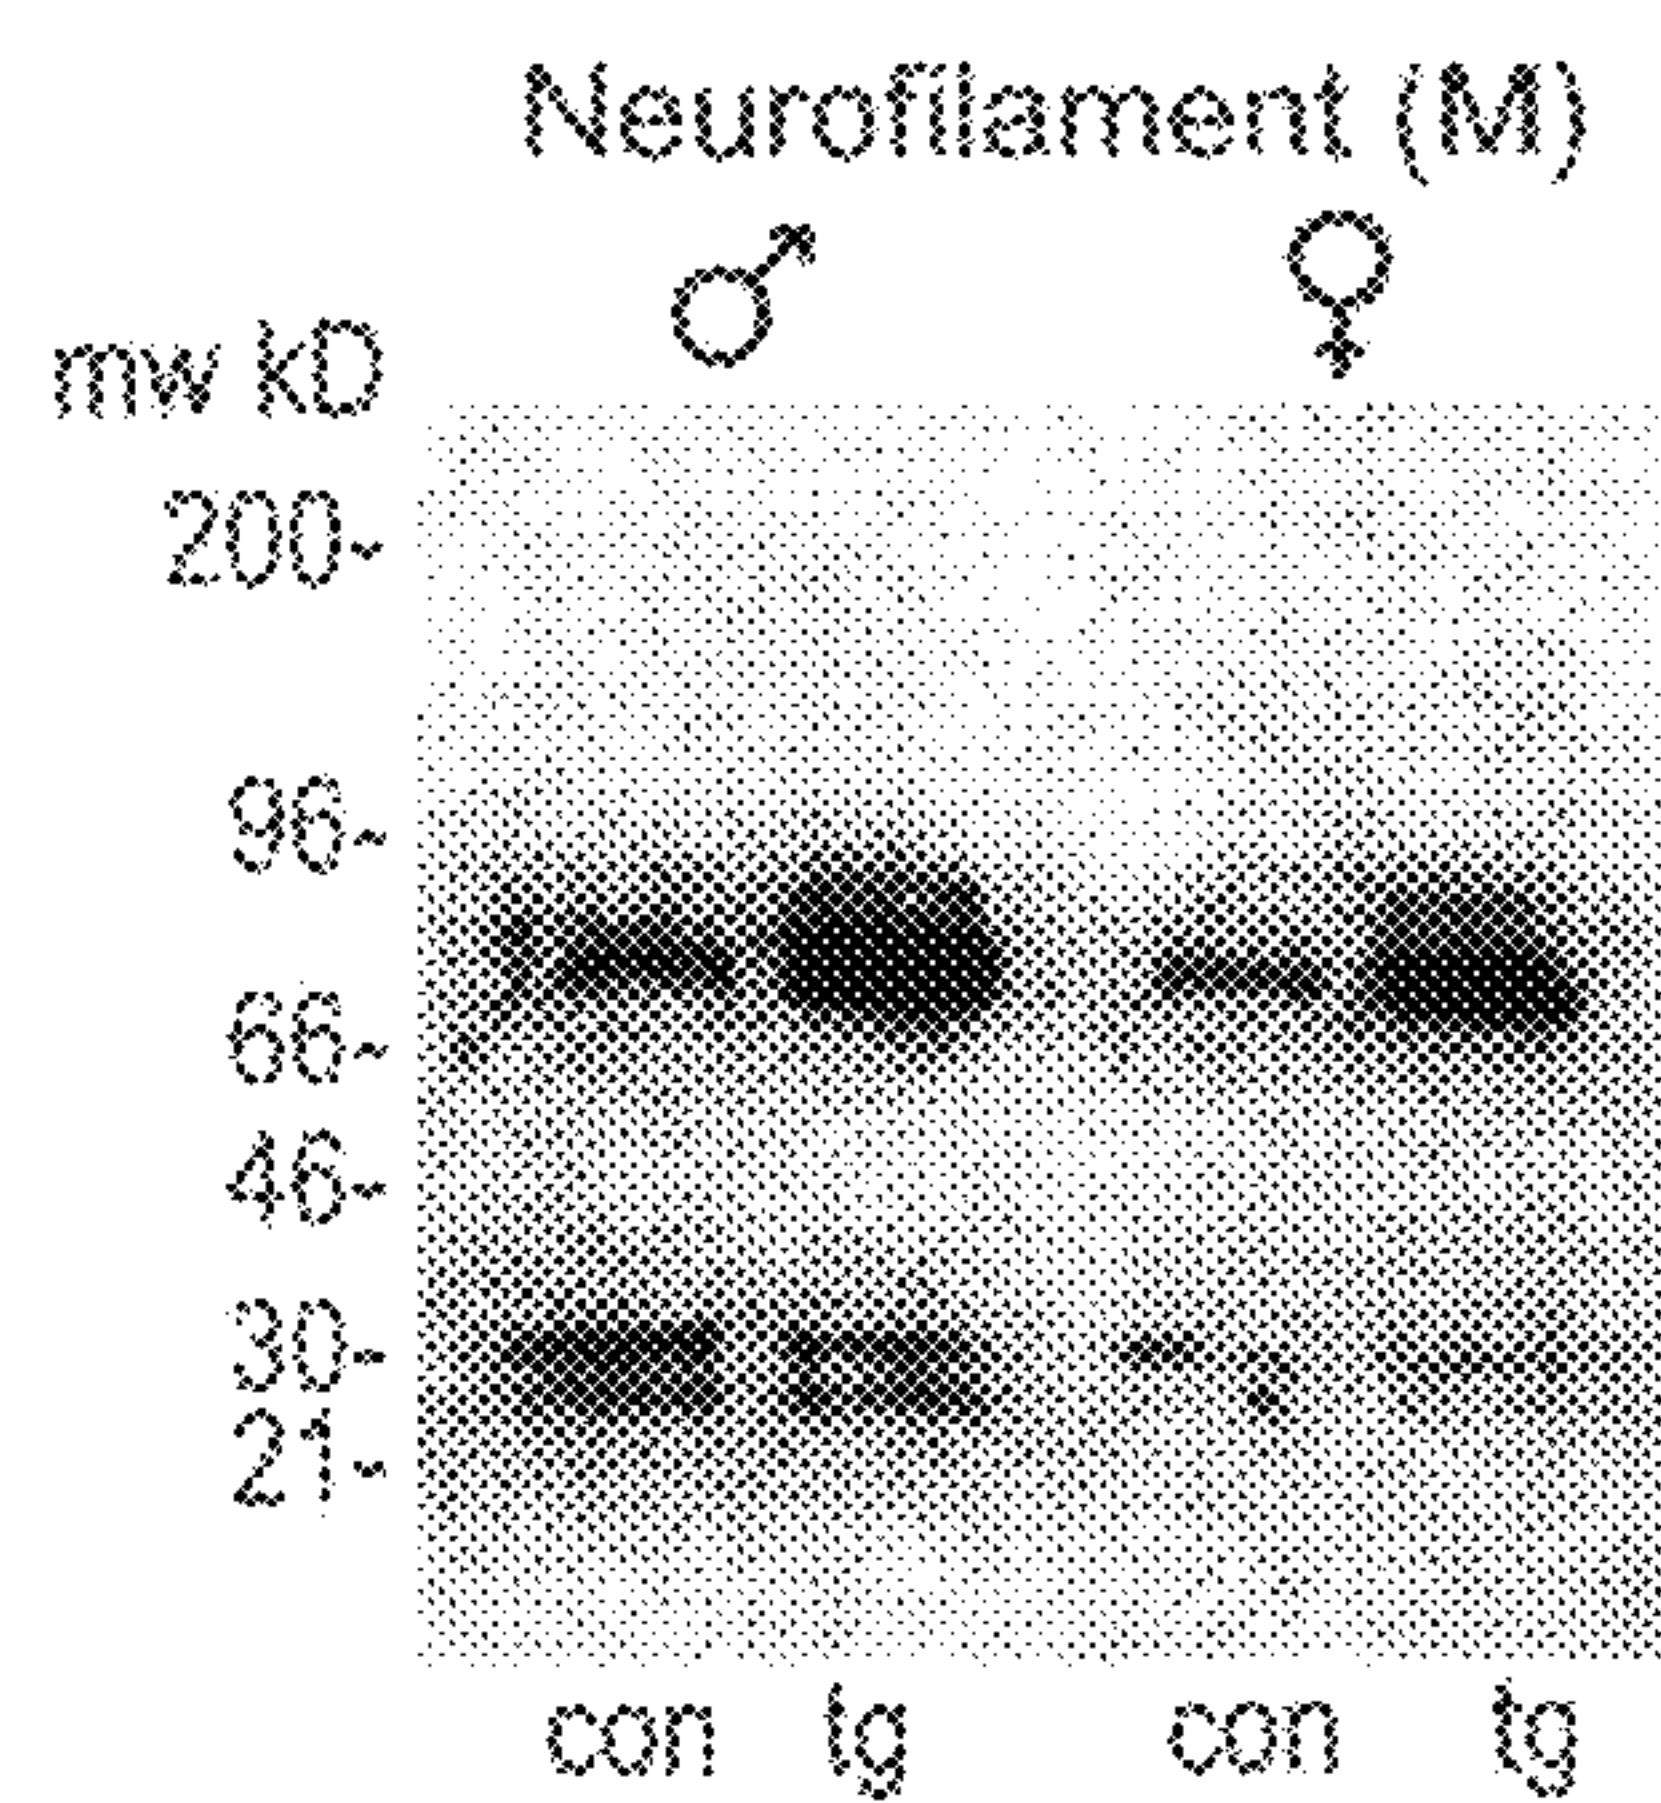 Neurofilament (M)
♂ ♀
mw kD
200-
96-
66-
46-
30-
21-
con tg con tg